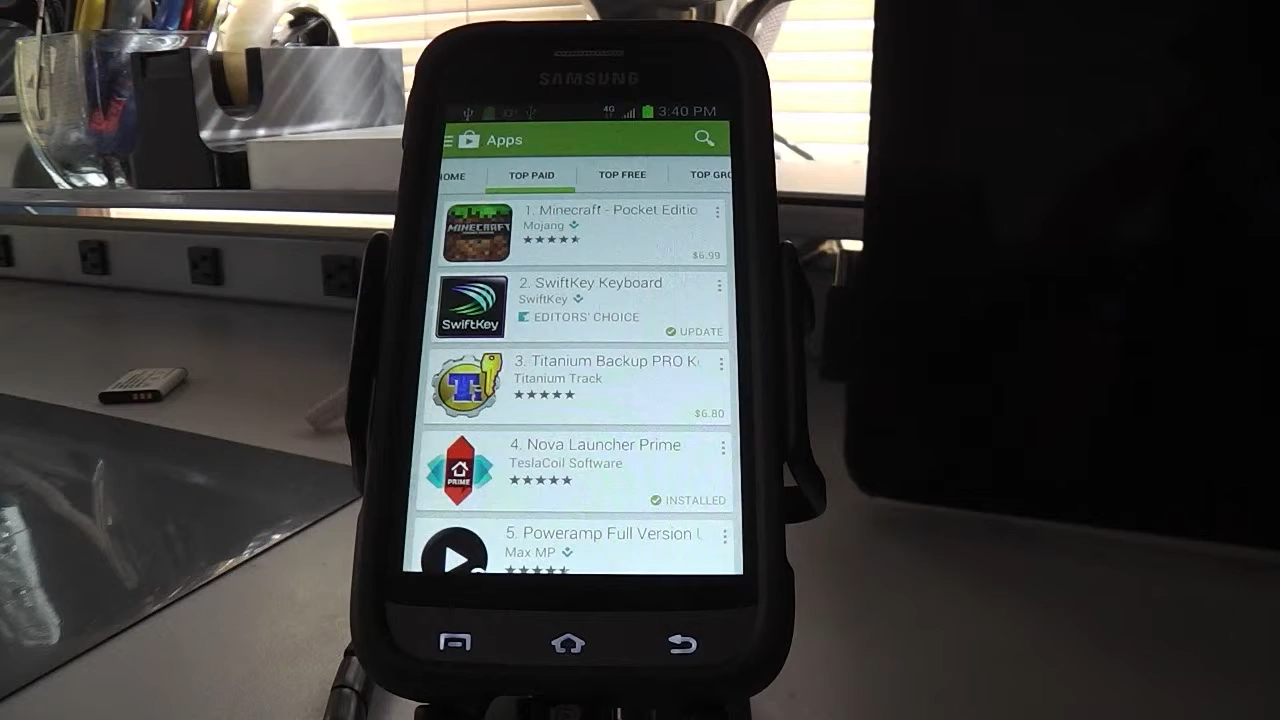 SAMSUNG
4G 3:40 PM
Apps
OME TOP PAID TOP FREE TOP GRO
1. Minecraft - Pocket Editio
MINECRAFT
Mojang
$6.99
2. SwiftKey Keyboard
SwiftKey
SwiftKey
EDITORS' CHOICE
UPDATE
3. Titanium Backup PRO K
Ti
Titanium Track
$6.80
4. Nova Launcher Prime
PRIME
TeslaCoil Software
INSTALLED
5. Poweramp Full Version U
Max MP